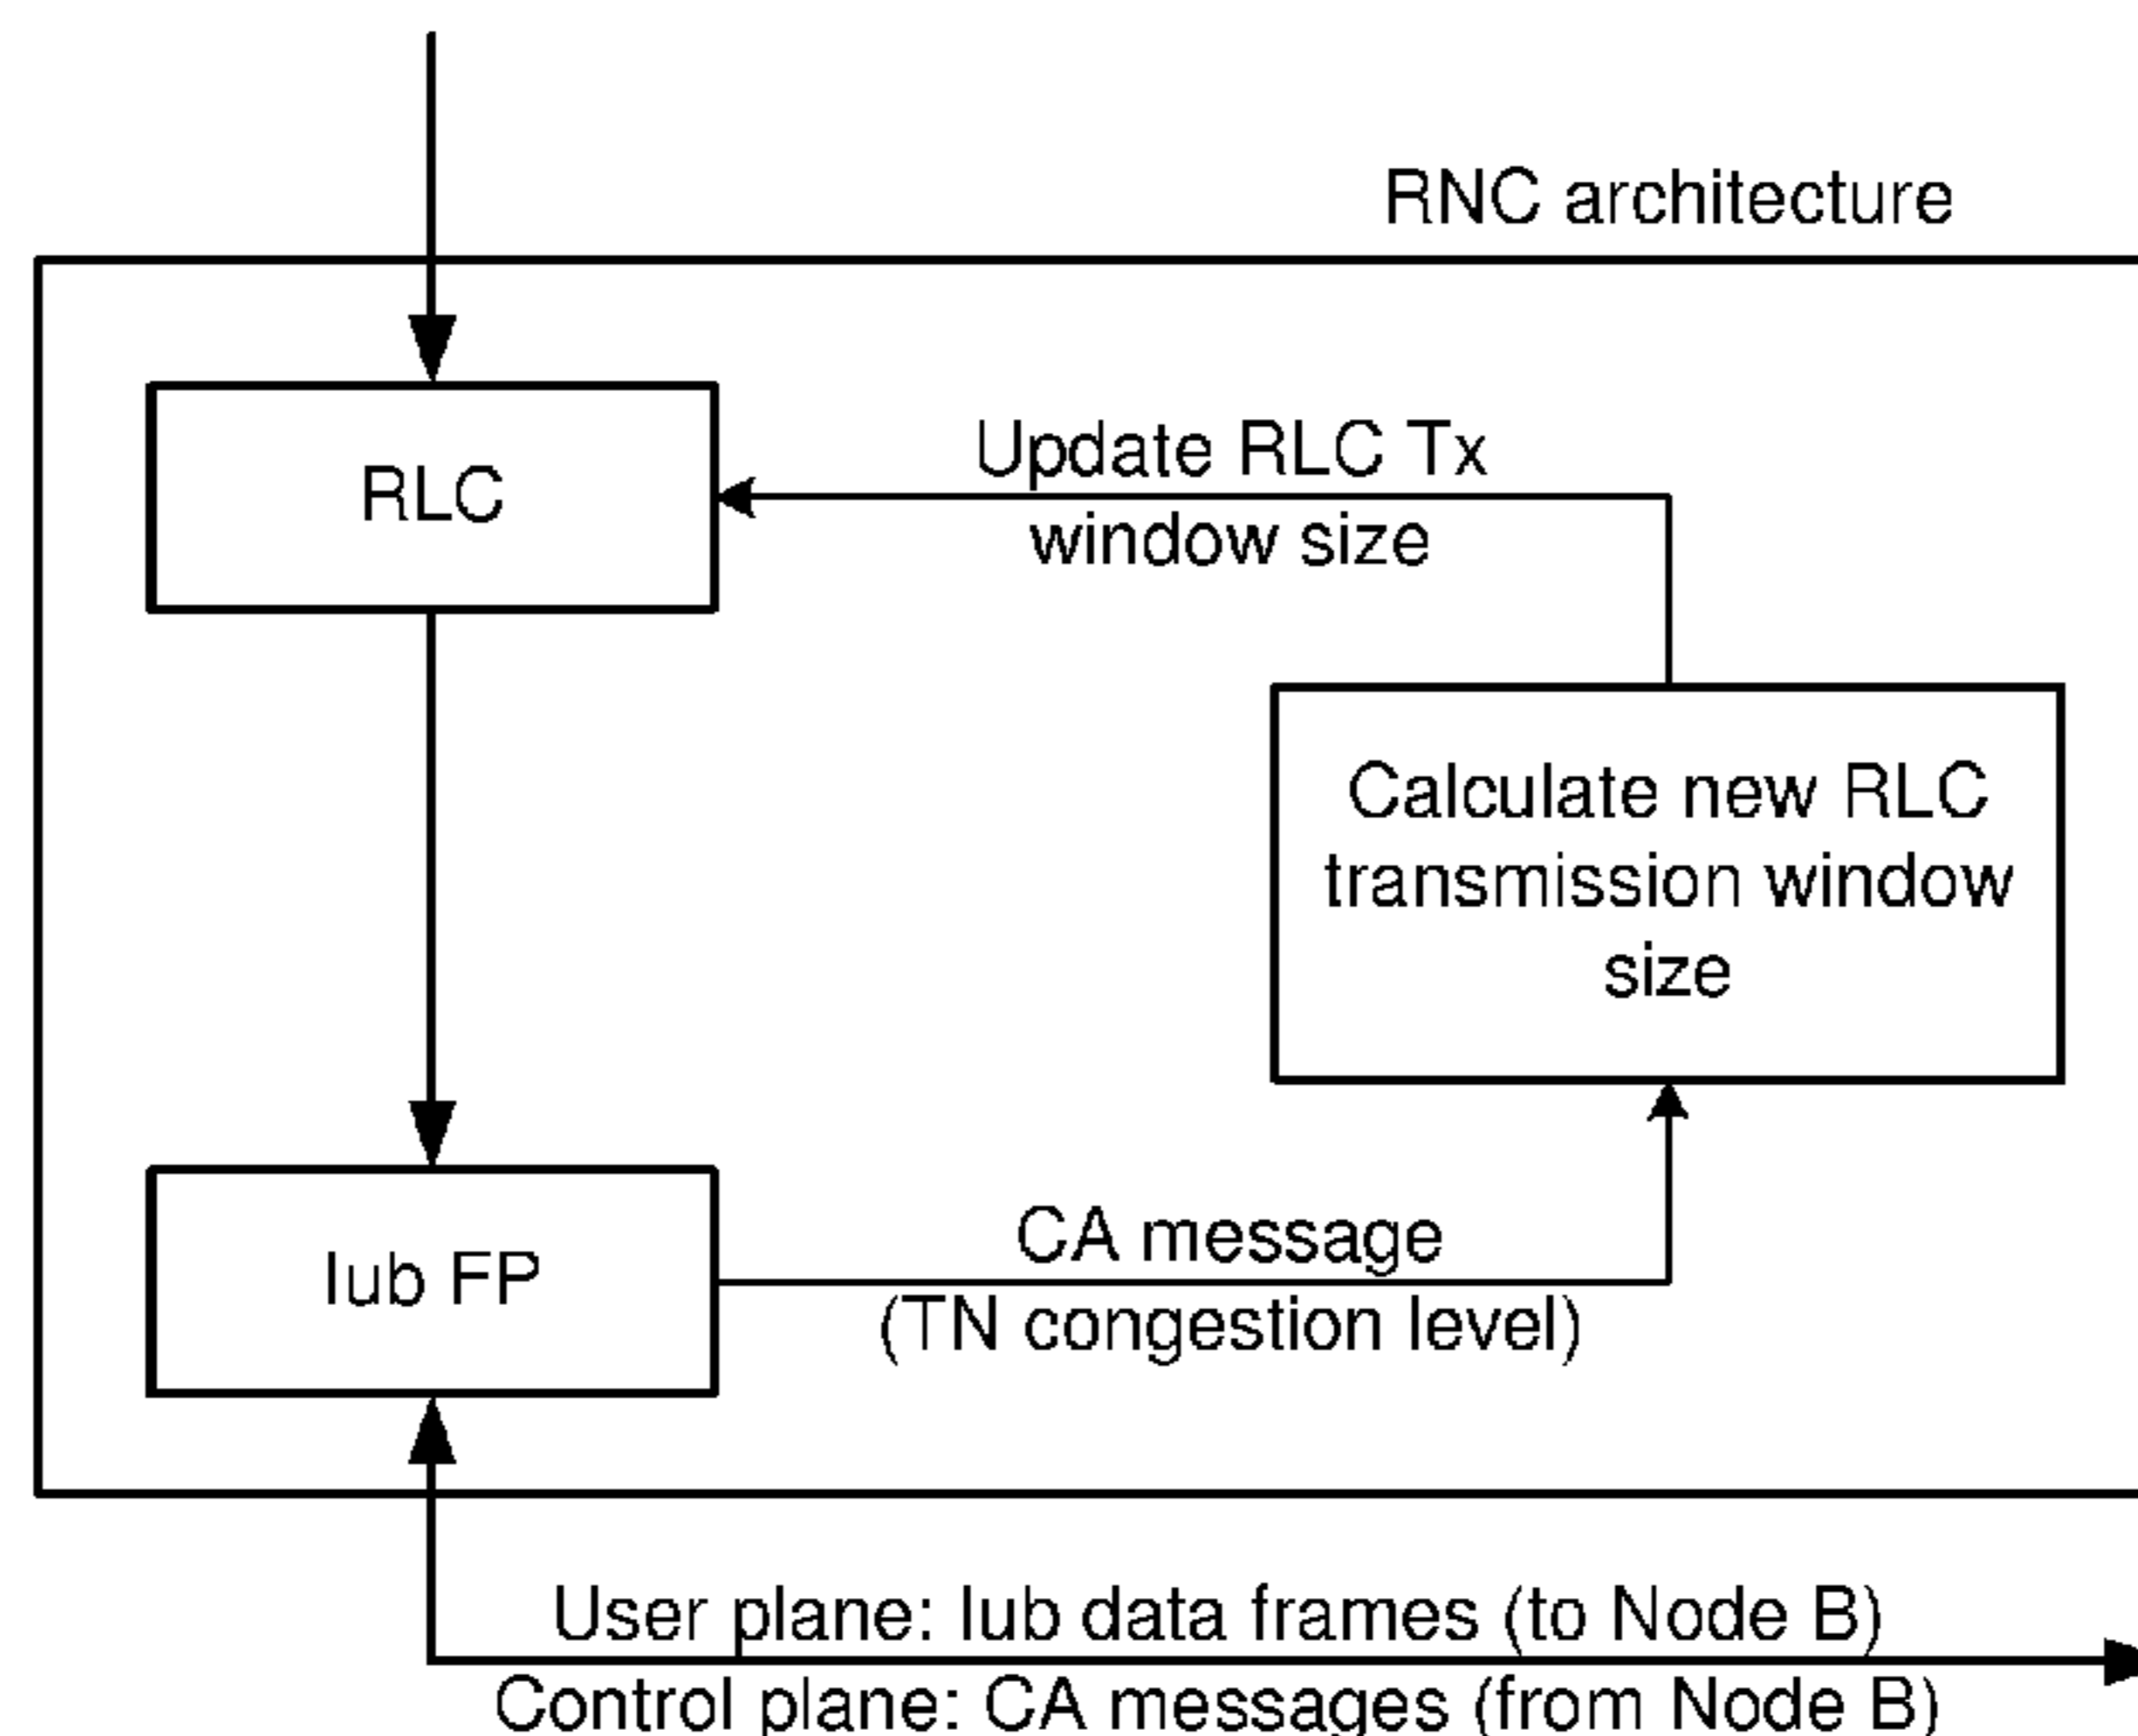 RNC architecture
RLC
Update RLC Tx
window size
Calculate new RLC
transmission window
size
Iub FP
CA message
(TN congestion level)
User plane: Iub data frames (to Node B)
Control plane: CA messages (from Node B)